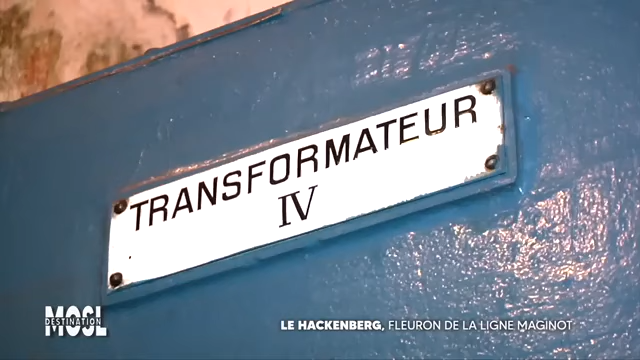 TRANSFORMATEUR
IV
MOSL
DESTINATION
LE HACKENBERG, FLEURON DE LA LIGNE MAGINOT